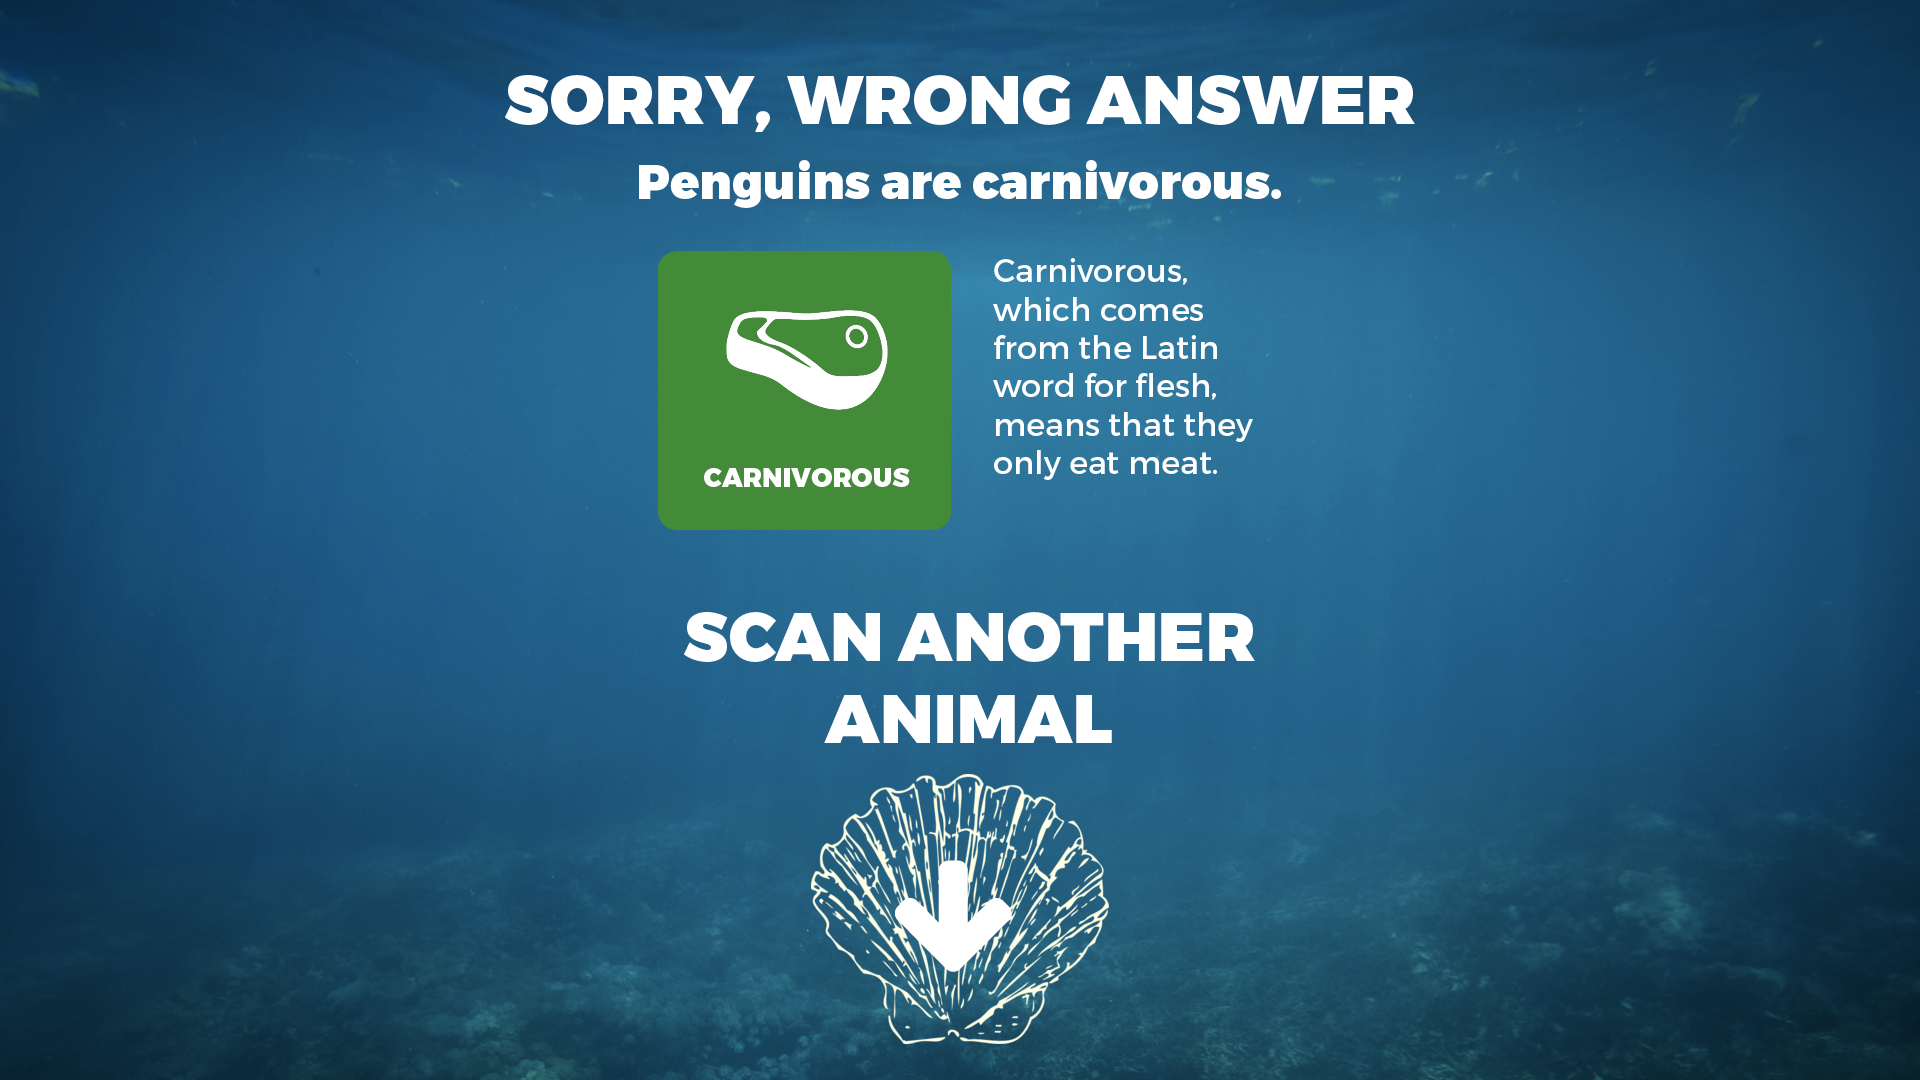 SORRY, WRONG ANSWER
Penguins are carnivorous.
CARNIVOROUS
Carnivorous,
which comes
from the Latin
word for flesh,
means that they
only eat meat.
SCAN ANOTHER
ANIMAL